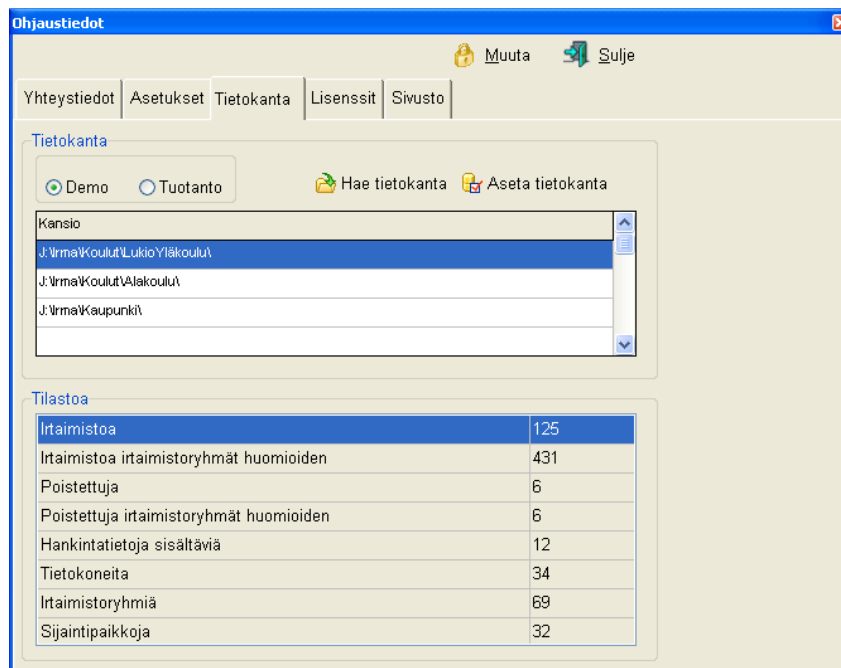 Ohjaustiedot
Muuta Sulje
Yhteystiedot Asetukset Tietokanta Lisenssit Sivusto
Tietokanta
Demo Tuotanto Hae tietokanta Aseta tietokanta
Kansio
J:\Irma\Koulut\LukioYläkoulu\
J:\Irma\Koulut\Alakoulu\
J:\Irma\Kaupunki\
Tilastoa
Irtaimistoa 125
Irtaimistoa irtaimistoryhmät huomioiden 431
Poistettuja 6
Poistettuja irtaimistoryhmät huomioiden 6
Hankintatietoja sisältäviä 12
Tietokoneita 34
Irtaimistoryhmiä 69
Sijaintipaikkoja 32